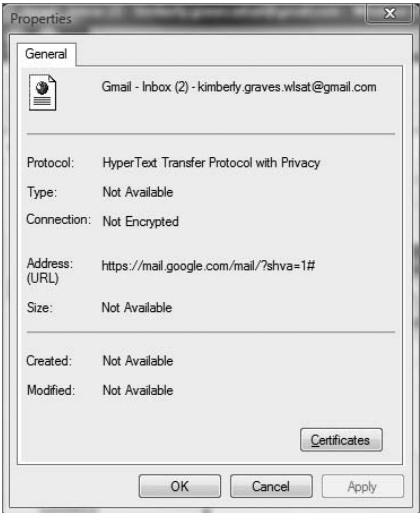 Properties
General
Gmail - Inbox (2) - kimberly.graves.wlsat@gmail.com
Protocol: HyperText Transfer Protocol with Privacy
Type: Not Available
Connection: Not Encrypted
Address: https://mail.google.com/mail/?shva=1#
(URL)
Size: Not Available
Created: Not Available
Modified: Not Available
Certificates
OK Cancel Apply